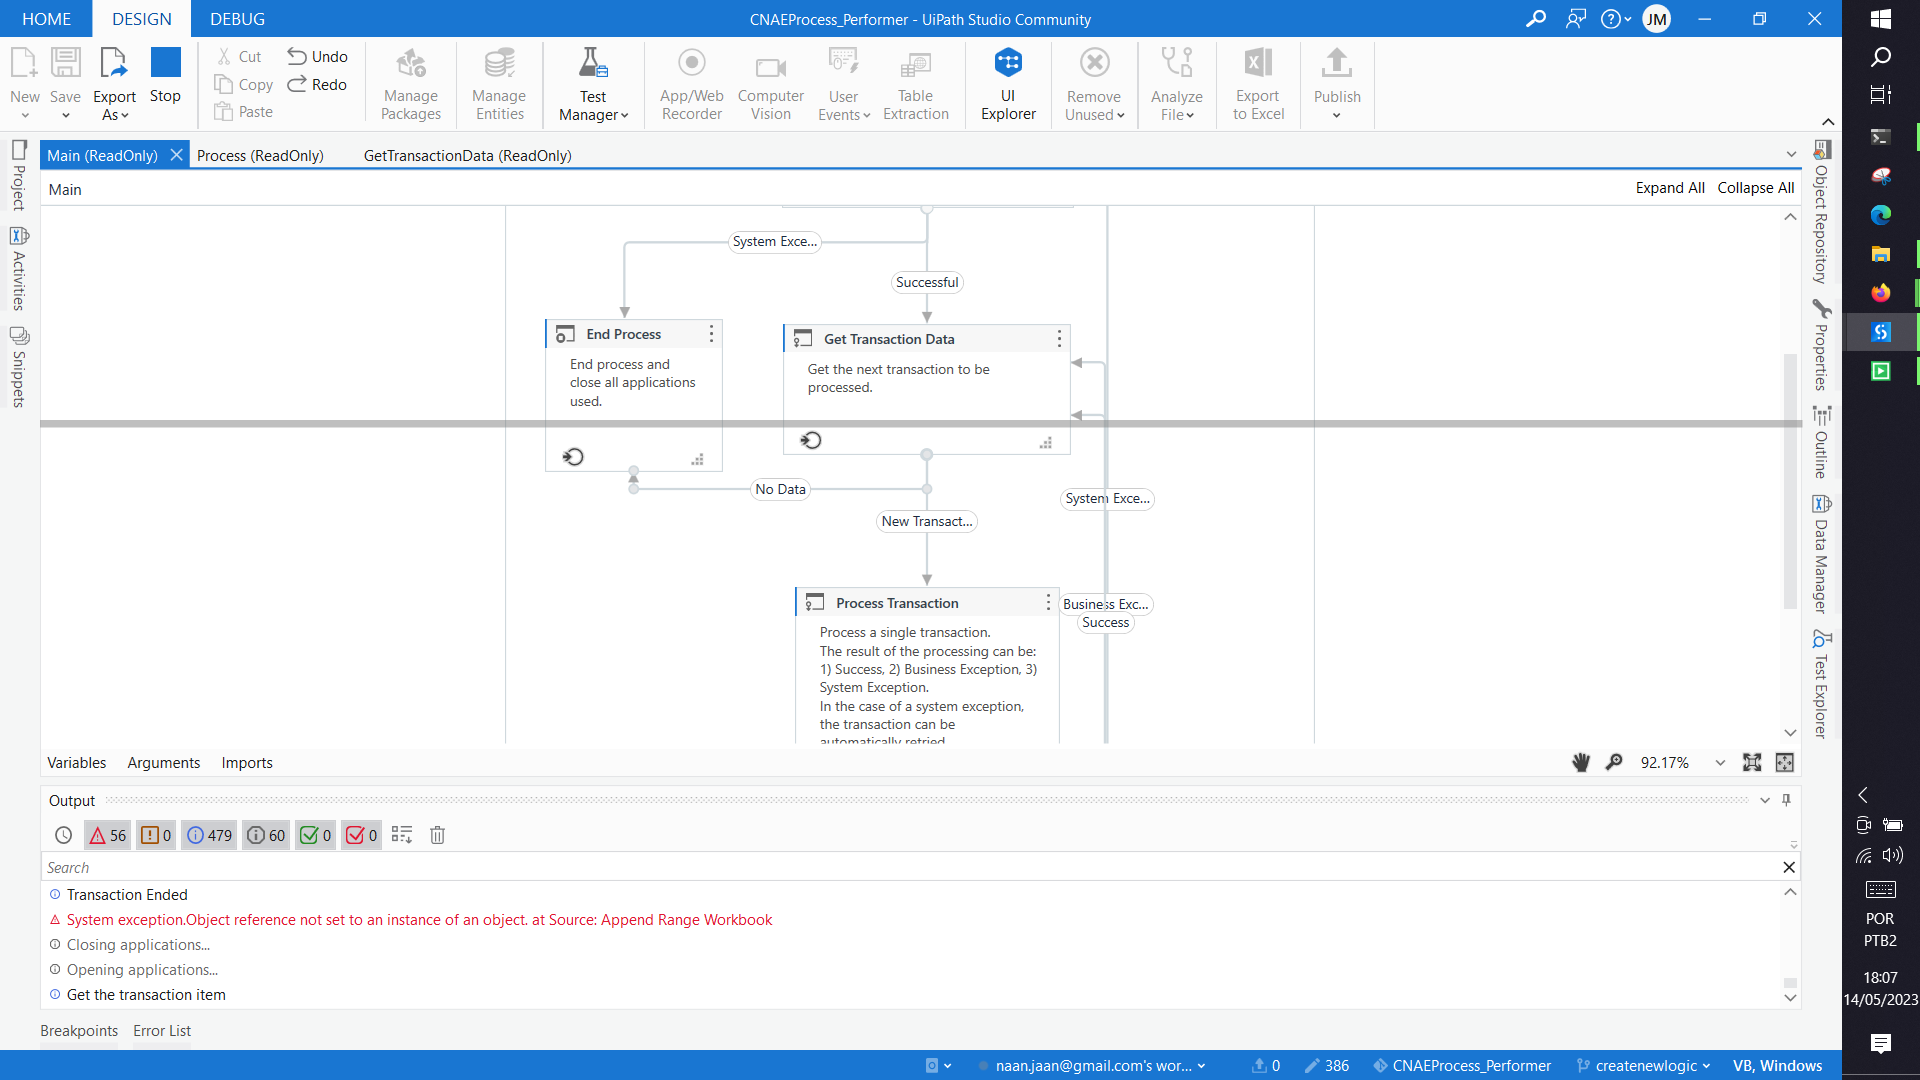 HOME DESIGN DEBUG
CNAEProcess_Performer - UiPath Studio Community
JM
New
Save
Export
As
Stop
Cut
Copy
Paste
Undo
Redo
Manage
Packages
Manage
Entities
Test
Manager
App/Web
Recorder
Computer
Vision
User
Events
Table
Extraction
UI
Explorer
Remove
Unused
Analyze
File
Export
to Excel
Publish
Main (ReadOnly)
Process (ReadOnly)
GetTransactionData (ReadOnly)
Project
Activities
Snippets
Main
Expand All Collapse All
System Exce...
Successful
End Process
End process and
close all applications
used.
Get Transaction Data
Get the next transaction to be
processed.
No Data
New Transact...
System Exce...
Business Exc...
Success
Process Transaction
Process a single transaction.
The result of the processing can be:
1) Success, 2) Business Exception, 3)
System Exception.
In the case of a system exception,
the transaction can be
automatically retried.
Object Repository
Properties
Outline
Data Manager
Test Explorer
Variables Arguments Imports
92.17%
Output
56 0 479 60 0 0
Search
Transaction Ended
System exception.Object reference not set to an instance of an object. at Source: Append Range Workbook
Closing applications...
Opening applications...
Get the transaction item
Breakpoints Error List
naan.jaan@gmail.com's wor...
0
386
CNAEProcess_Performer
createnewlogic
VB, Windows
POR
PTB2
18:07
14/05/2023